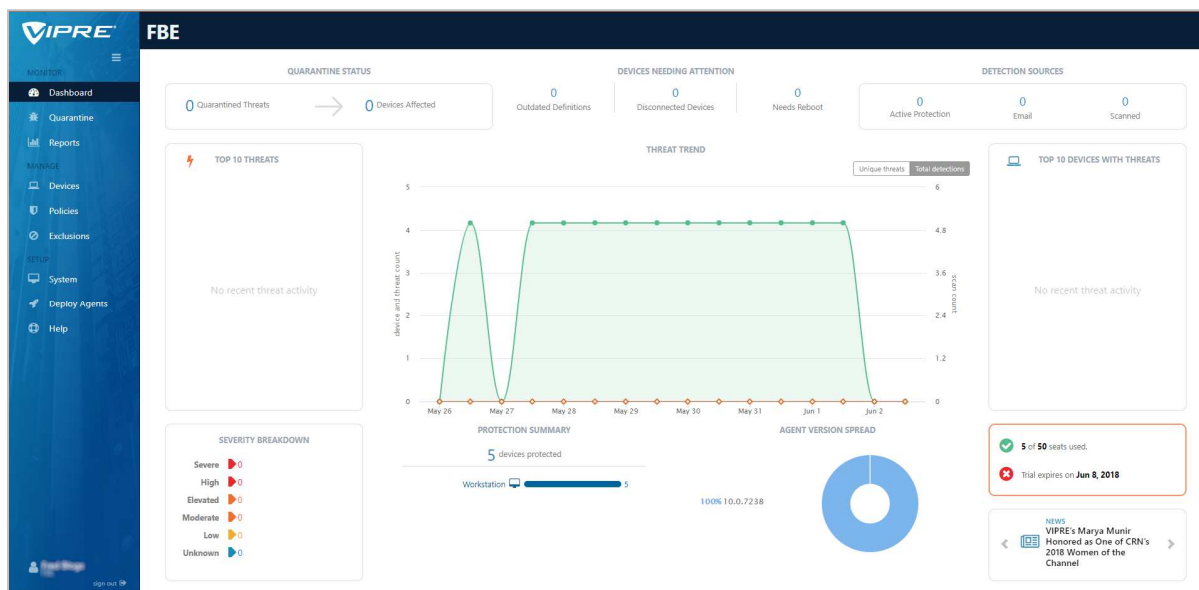 VIPRE
FBE
MONITOR
Dashboard
Quarantine
Reports
MANAGE
Devices
Policies
Exclusions
SETUP
System
Deploy Agents
Help
sign out
QUARANTINE STATUS
0 Quarantined Threats
0 Devices Affected
DEVICES NEEDING ATTENTION
0
Outdated Definitions
0
Disconnected Devices
0
Needs Reboot
DETECTION SOURCES
0
Active Protection
0
Email
0
Scanned
TOP 10 THREATS
No recent threat activity
THREAT TREND
Unique threats Total detections
5
4
3
2
1
0
device and threat count
6
4.8
3.6
2.4
1.2
0
scan count
May 26 May 27 May 28 May 29 May 30 May 31 Jun 1 Jun 2
TOP 10 DEVICES WITH THREATS
No recent threat activity
SEVERITY BREAKDOWN
Severe 0
High 0
Elevated 0
Moderate 0
Low 0
Unknown 0
PROTECTION SUMMARY
5 devices protected
Workstation 5
AGENT VERSION SPREAD
100% 10.0.7238
5 of 50 seats used.
Trial expires on Jun 8, 2018
NEWS
VIPRE's Marya Munir
Honored as One of CRN's
2018 Women of the
Channel